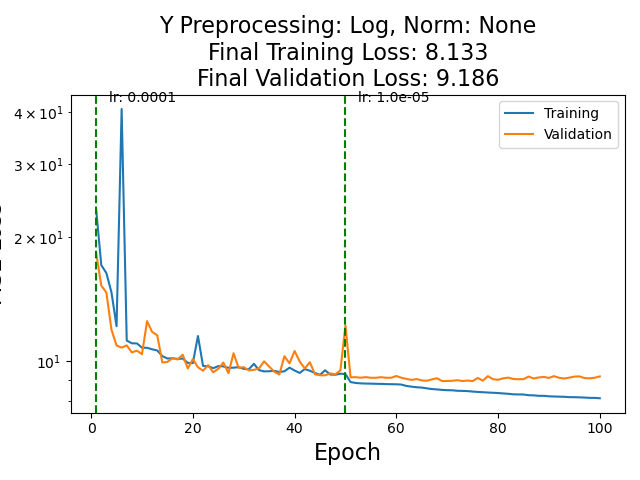 Y Preprocessing: Log, Norm: None
Final Training Loss: 8.133
Final Validation Loss: 9.186
lr: 0.0001
lr: 1.0e-05
Training
Validation
4 × 10¹
3 × 10¹
2 × 10¹
10¹
0
20
40
60
80
100
Epoch